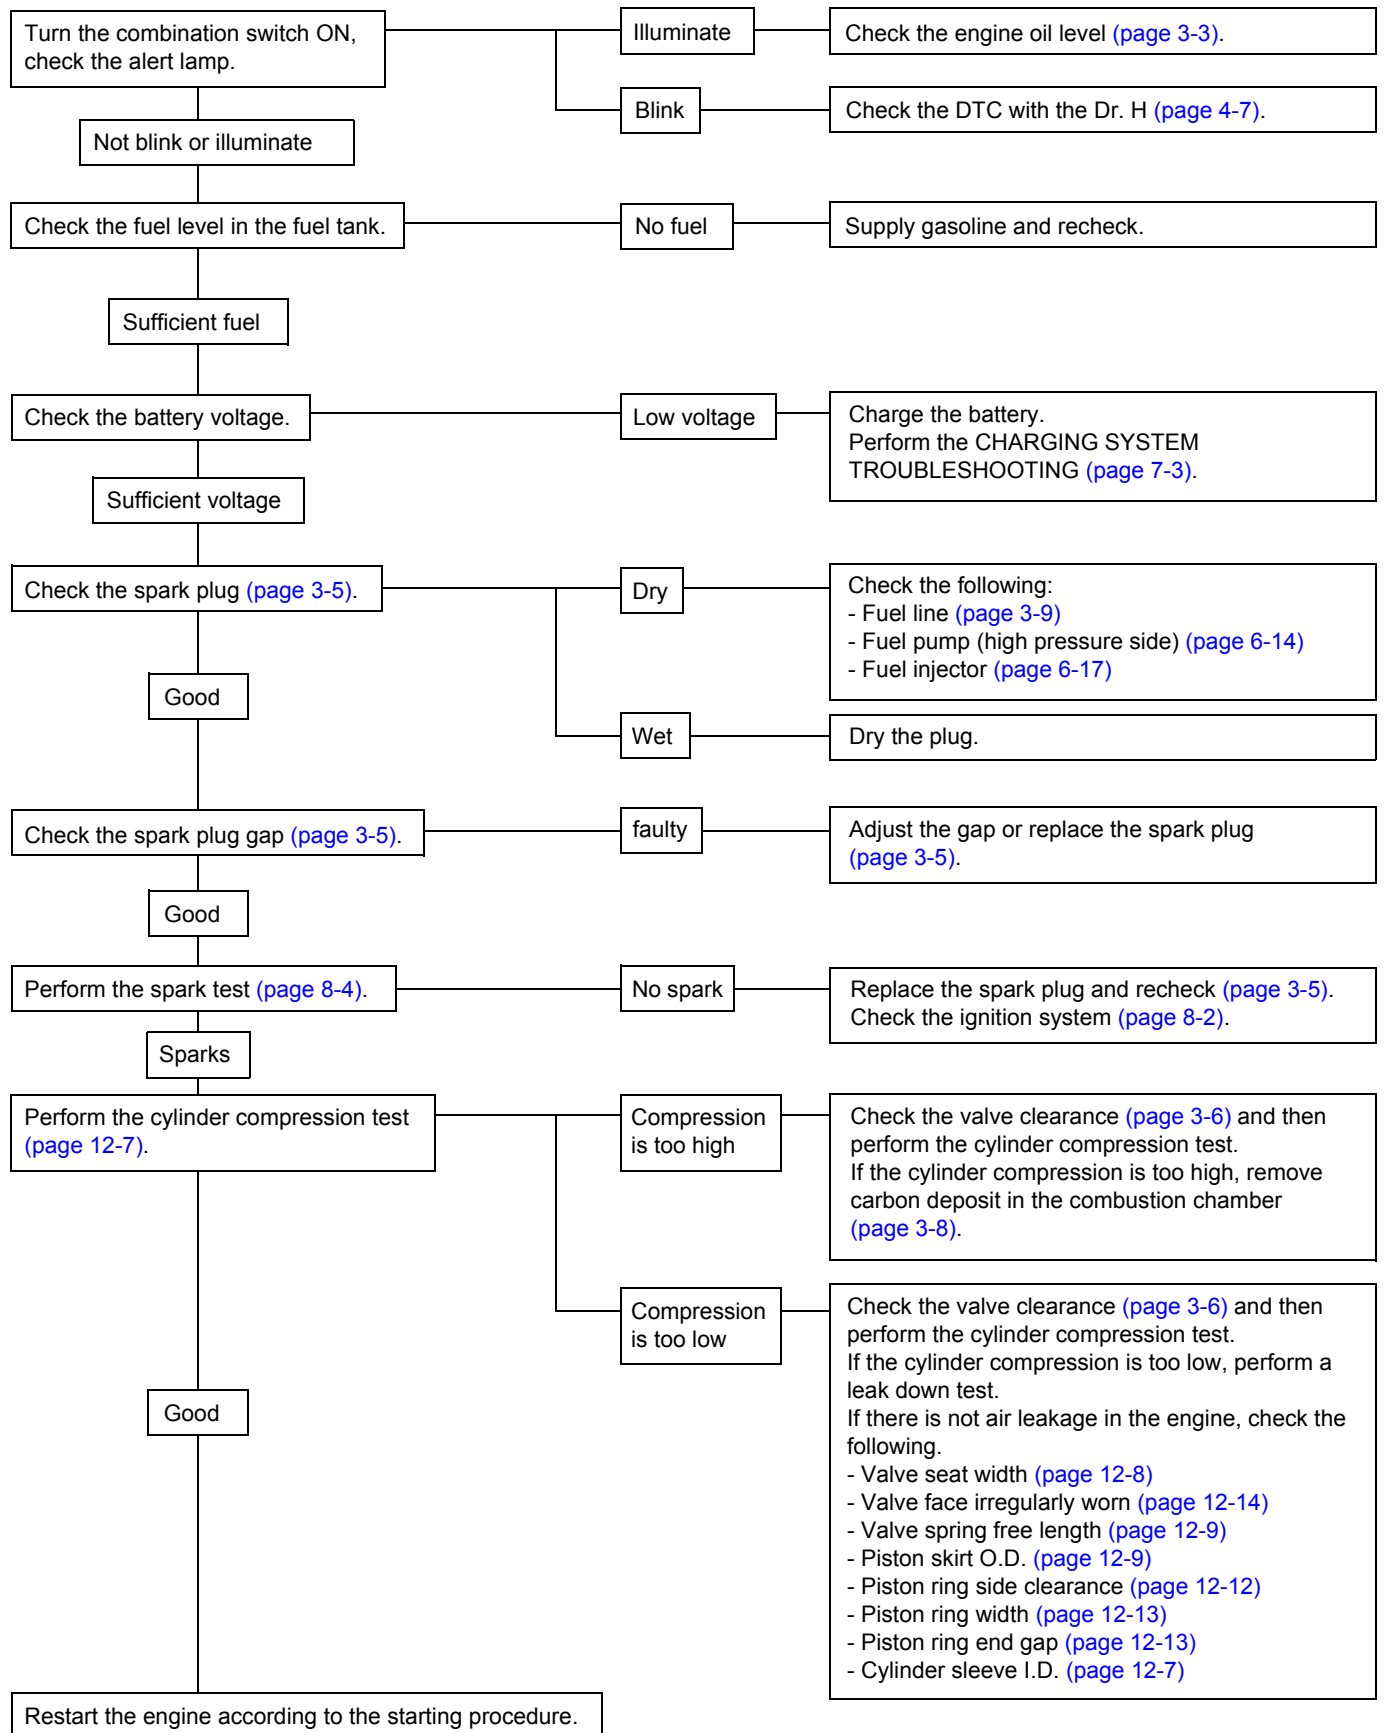 Turn the combination switch ON,
check the alert lamp.
Illuminate
Check the engine oil level (page 3-3).
Blink
Check the DTC with the Dr. H (page 4-7).
Not blink or illuminate
Check the fuel level in the fuel tank.
No fuel
Supply gasoline and recheck.
Sufficient fuel
Check the battery voltage.
Low voltage
Charge the battery.
Perform the CHARGING SYSTEM
TROUBLESHOOTING (page 7-3).
Sufficient voltage
Check the spark plug (page 3-5).
Dry
Check the following:
- Fuel line (page 3-9)
- Fuel pump (high pressure side) (page 6-14)
- Fuel injector (page 6-17)
Good
Wet
Dry the plug.
Check the spark plug gap (page 3-5).
faulty
Adjust the gap or replace the spark plug
(page 3-5).
Good
Perform the spark test (page 8-4).
No spark
Replace the spark plug and recheck (page 3-5).
Check the ignition system (page 8-2).
Sparks
Perform the cylinder compression test
(page 12-7).
Compression
is too high
Check the valve clearance (page 3-6) and then
perform the cylinder compression test.
If the cylinder compression is too high, remove
carbon deposit in the combustion chamber
(page 3-8).
Compression
is too low
Check the valve clearance (page 3-6) and then
perform the cylinder compression test.
If the cylinder compression is too low, perform a
leak down test.
If there is not air leakage in the engine, check the
following.
- Valve seat width (page 12-8)
- Valve face irregularly worn (page 12-14)
- Valve spring free length (page 12-9)
- Piston skirt O.D. (page 12-9)
- Piston ring side clearance (page 12-12)
- Piston ring width (page 12-13)
- Piston ring end gap (page 12-13)
- Cylinder sleeve I.D. (page 12-7)
Good
Restart the engine according to the starting procedure.